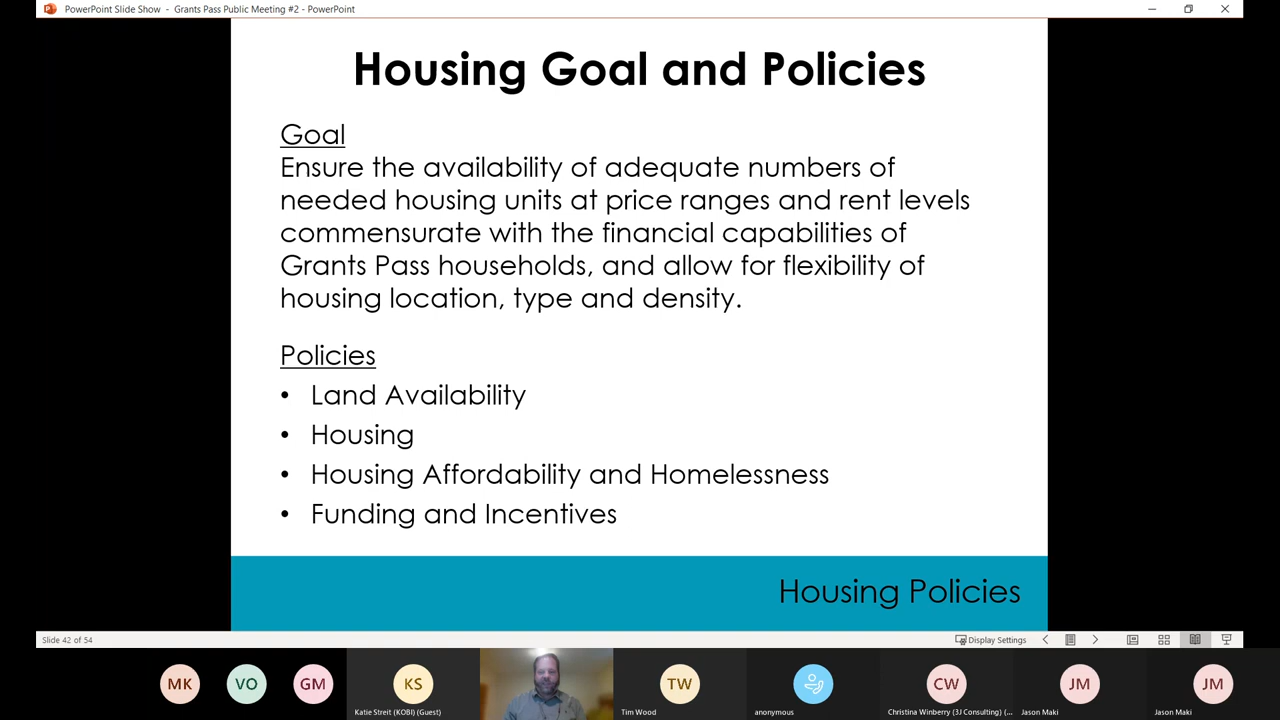 PowerPoint Slide Show - Grants Pass Public Meeting #2 - PowerPoint
Housing Goal and Policies
Goal
Ensure the availability of adequate numbers of
needed housing units at price ranges and rent levels
commensurate with the financial capabilities of
Grants Pass households, and allow for flexibility of
housing location, type and density.
Policies
• Land Availability
• Housing
• Housing Affordability and Homelessness
• Funding and Incentives
Housing Policies
Slide 42 of 54
Display Settings
MK
VO
GM
KS
TW
CW
JM
JM
Katie Streit (KOBI) (Guest)
Tim Wood
anonymous
Christina Winberry (3J Consulting) (...
Jason Maki
Jason Maki